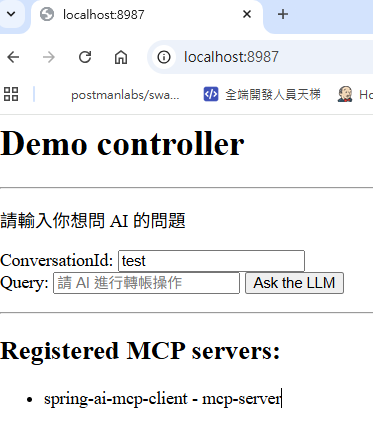 localhost:8987
localhost:8987
postmanlabs/swa... 全端開發人員天梯 Ho
Demo controller
請輸入你想問 AI 的問題
ConversationId: test
Query: 請 AI 進行轉帳操作 Ask the LLM
Registered MCP servers:
spring-ai-mcp-client - mcp-server